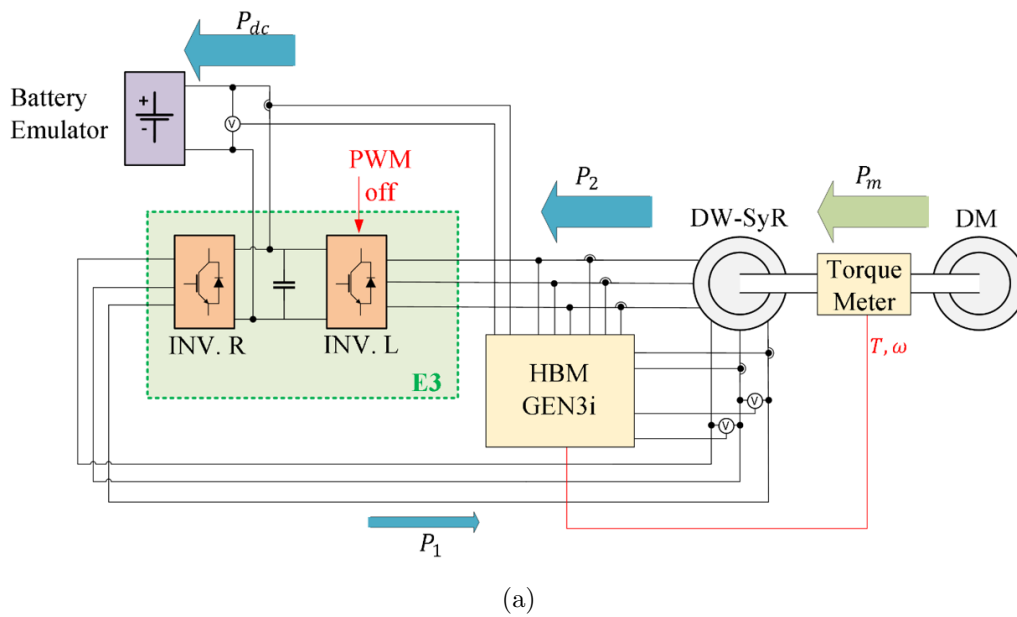 P_dc
Battery
Emulator
+
-
V
PWM
off
P_2
P_m
DW-SyR
DM
Torque
Meter
INV. R
INV. L
E3
HBM
GEN3i
T, ω
V
V
P_1
(a)